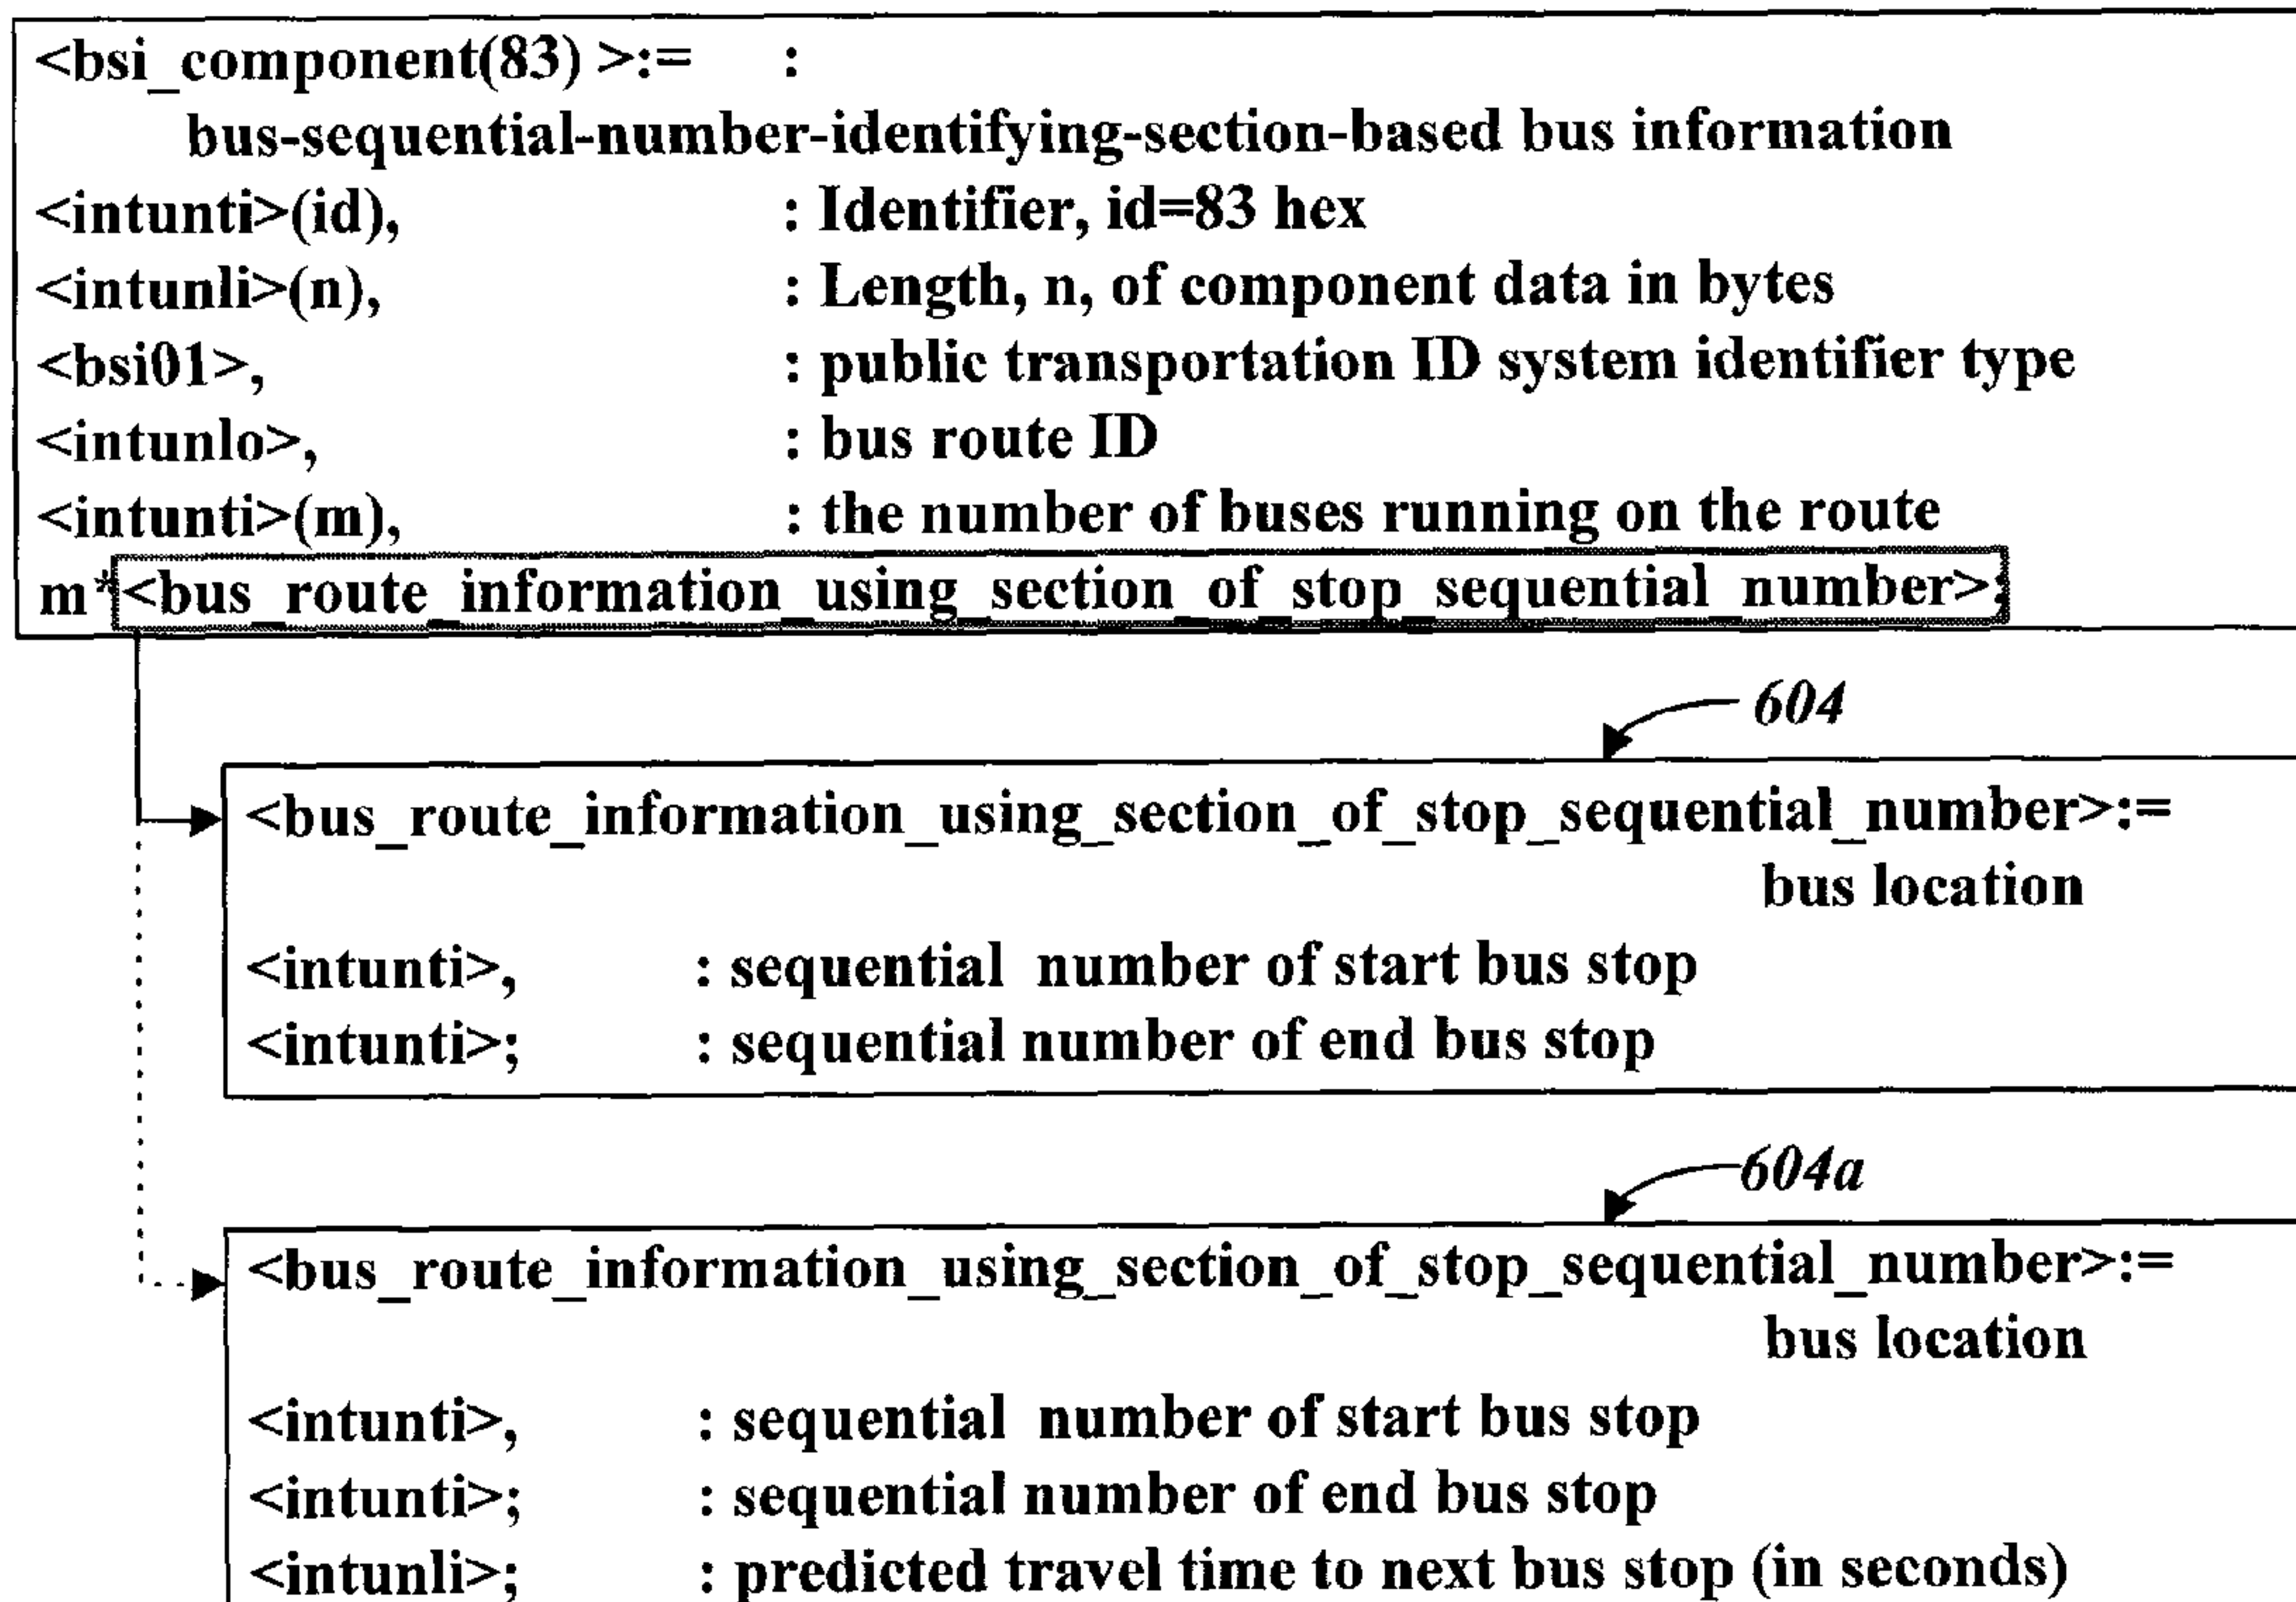 <bsi_component(83) >:= :
bus-sequential-number-identifying-section-based bus information
<intunti>(id), : Identifier, id=83 hex
<intunli>(n), : Length, n, of component data in bytes
<bsi01>, : public transportation ID system identifier type
<intunlo>, : bus route ID
<intunti>(m), : the number of buses running on the route
m*<bus_route_information_using_section_of_stop_sequential_number>;
604
<bus_route_information_using_section_of_stop_sequential_number>:=
bus location
<intunti>, : sequential number of start bus stop
<intunti>; : sequential number of end bus stop
604a
<bus_route_information_using_section_of_stop_sequential_number>:=
bus location
<intunti>, : sequential number of start bus stop
<intunti>; : sequential number of end bus stop
<intunli>; : predicted travel time to next bus stop (in seconds)